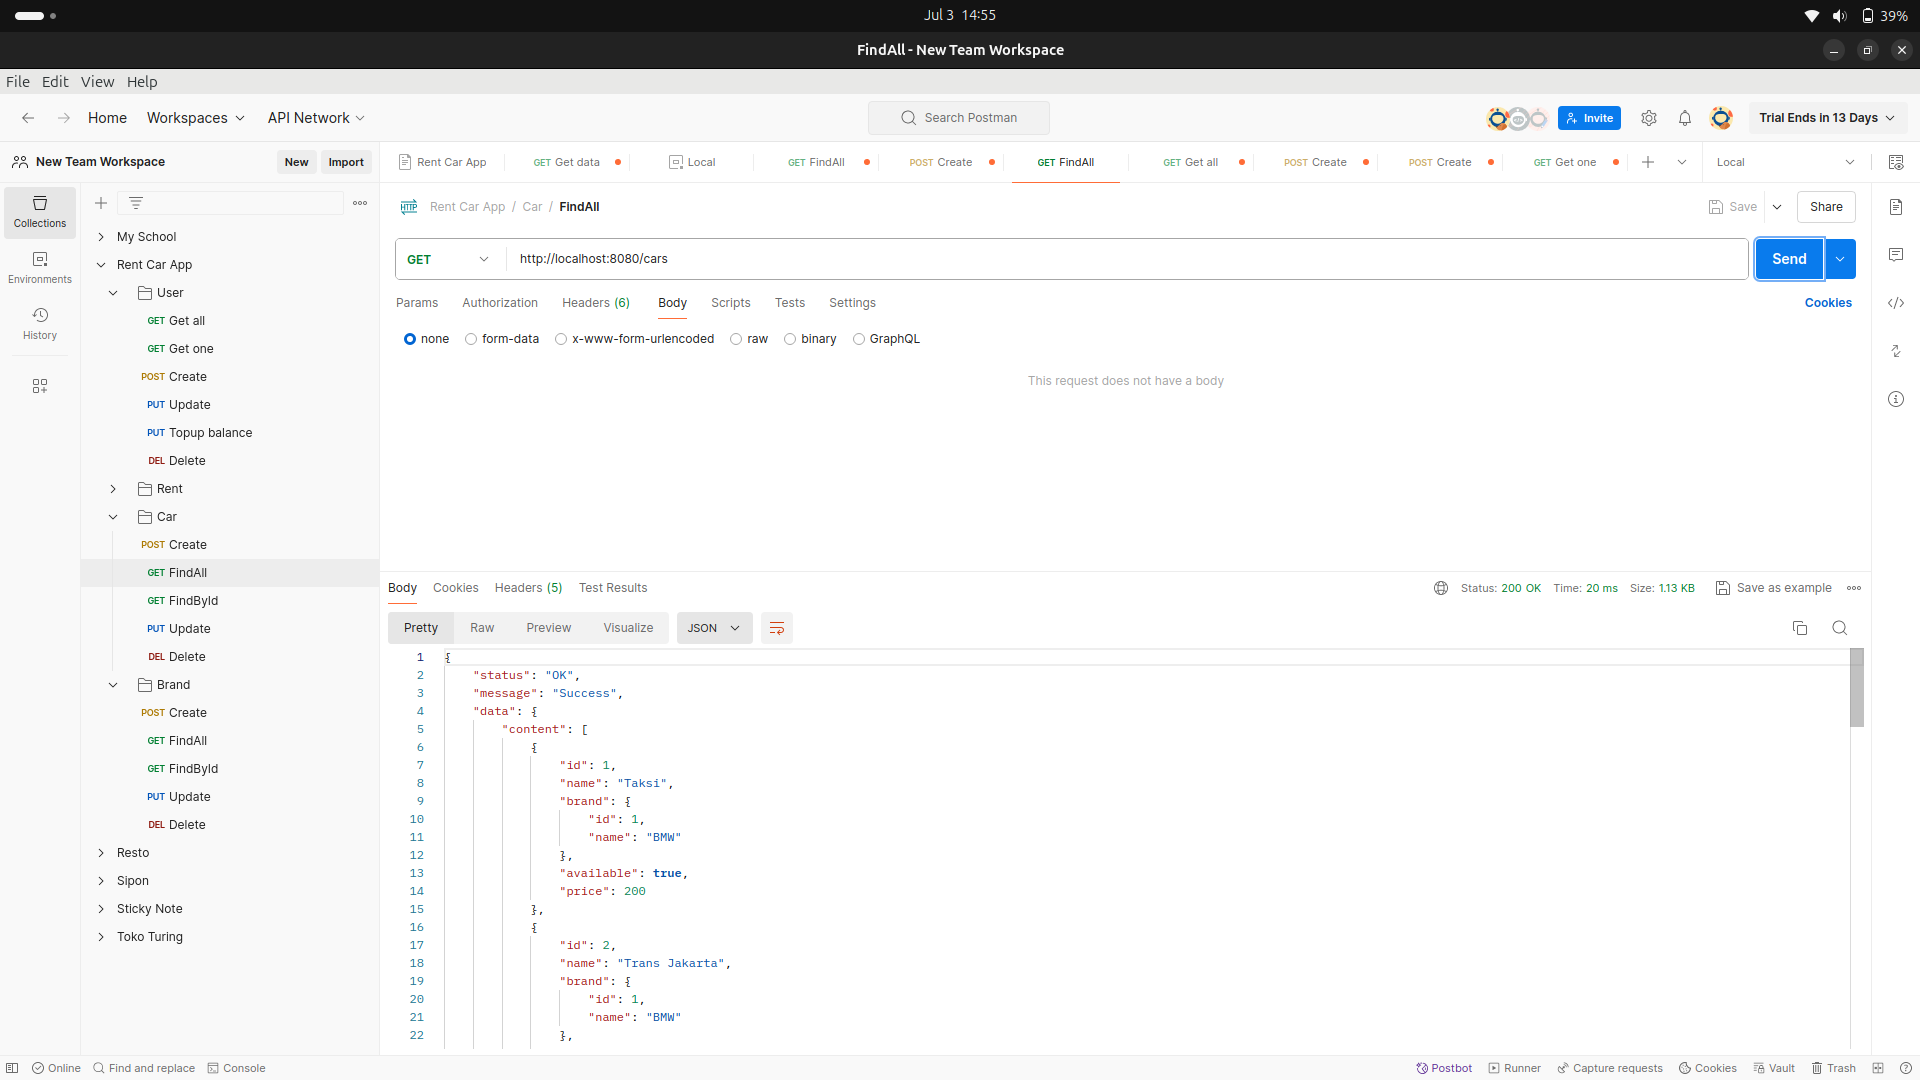 Jul 3 14:55
39%
FindAll - New Team Workspace
File Edit View Help
Home Workspaces API Network
Search Postman
Invite
Trial Ends in 13 Days
New Team Workspace New Import
Rent Car App
GET Get data
Local
GET FindAll
POST Create
GET FindAll
GET Get all
POST Create
POST Create
GET Get one
Local
Collections
Environments
History
My School
Rent Car App
User
GET Get all
GET Get one
POST Create
PUT Update
PUT Topup balance
DEL Delete
Rent
Car
POST Create
GET FindAll
GET FindById
PUT Update
DEL Delete
Brand
POST Create
GET FindAll
GET FindById
PUT Update
DEL Delete
Resto
Sipon
Sticky Note
Toko Turing
HTTP Rent Car App / Car / FindAll
Save Share
GET http://localhost:8080/cars Send
Params Authorization Headers (6) Body Scripts Tests Settings Cookies
none form-data x-www-form-urlencoded raw binary GraphQL
This request does not have a body
Body Cookies Headers (5) Test Results
Status: 200 OK Time: 20 ms Size: 1.13 KB Save as example
Pretty Raw Preview Visualize JSON
1 {
2 "status": "OK",
3 "message": "Success",
4 "data": {
5 "content": [
6 {
7 "id": 1,
8 "name": "Taksi",
9 "brand": {
10 "id": 1,
11 "name": "BMW"
12 },
13 "available": true,
14 "price": 200
15 },
16 {
17 "id": 2,
18 "name": "Trans Jakarta",
19 "brand": {
20 "id": 1,
21 "name": "BMW"
22 },
Online Find and replace Console
Postbot Runner Capture requests Cookies Vault Trash